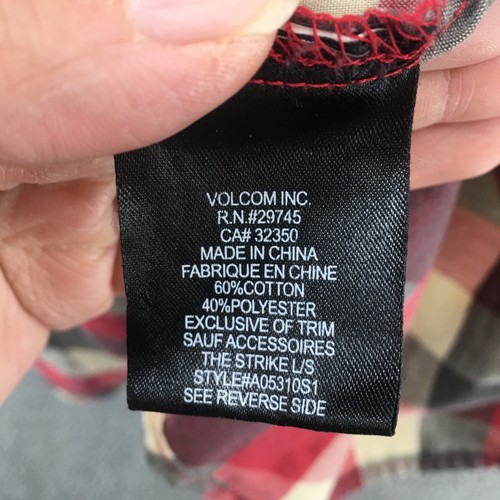 VOLCOM INC.
R.N.#29745
CA# 32350
MADE IN CHINA
FABRIQUE EN CHINE
60%COTTON
40%POLYESTER
EXCLUSIVE OF TRIM
SAUF ACCESSOIRES
THE STRIKE L/S
STYLE#A05310S1
SEE REVERSE SIDE